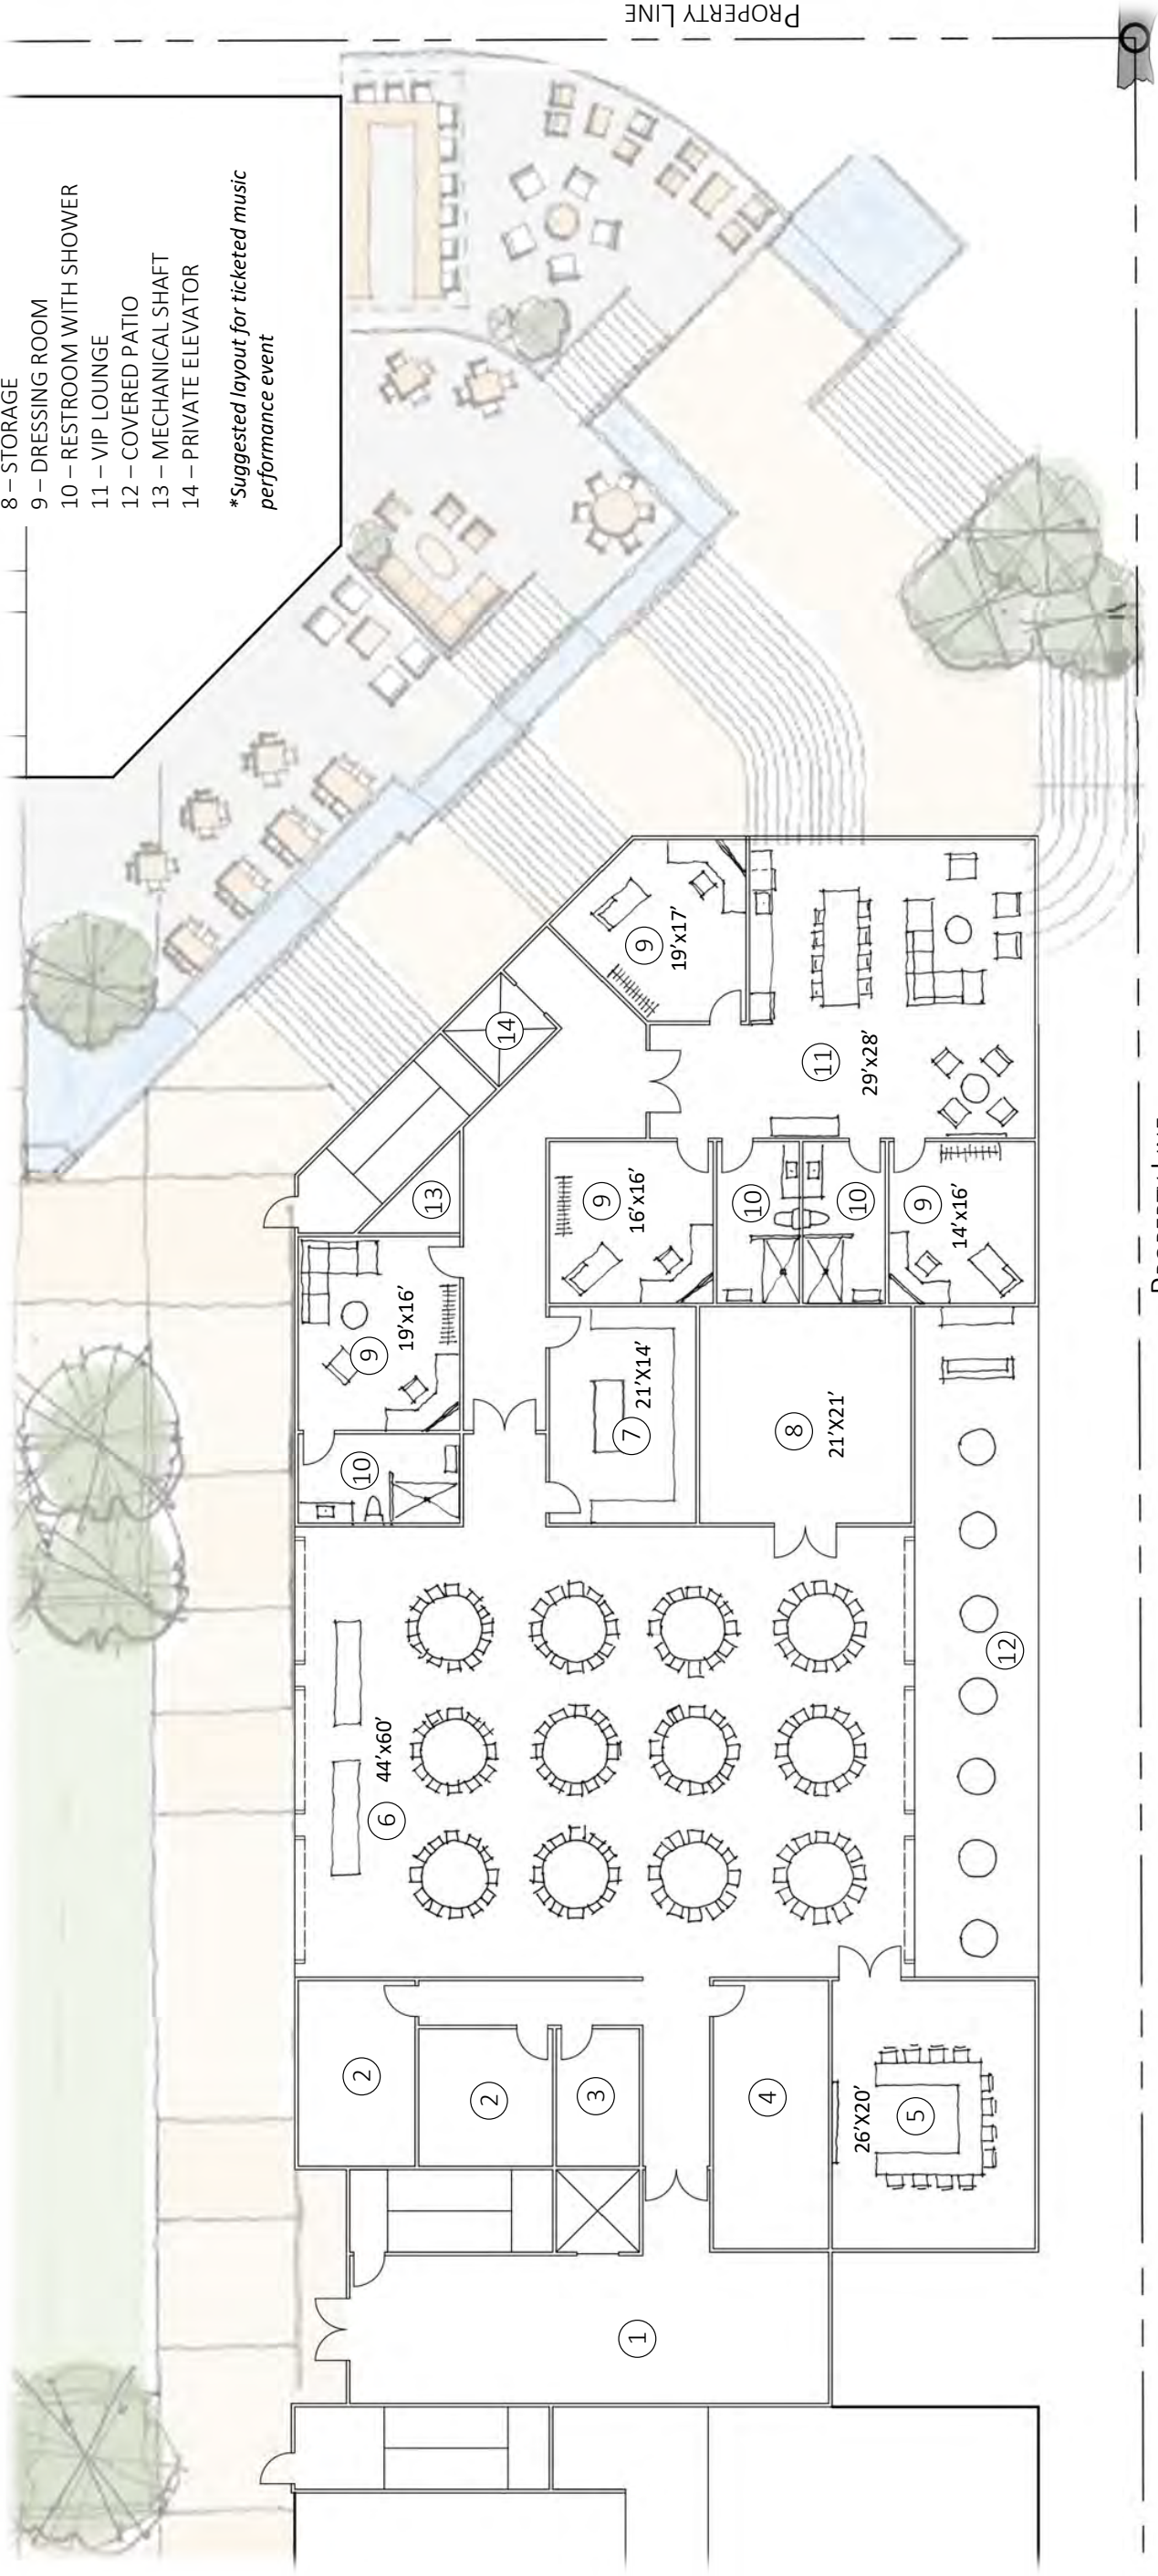 8 – STORAGE
9 – DRESSING ROOM
10 – RESTROOM WITH SHOWER
11 – VIP LOUNGE
12 – COVERED PATIO
13 – MECHANICAL SHAFT
14 – PRIVATE ELEVATOR
*Suggested layout for ticketed music
performance event
PROPERTY LINE
1
2
2
3
4
5
26'X20'
6
44'x60'
7
21'X14'
8
21'X21'
9
19'x16'
10
13
14
9
16'x16'
10
10
9
14'x16'
9
19'x17'
11
29'x28'
12